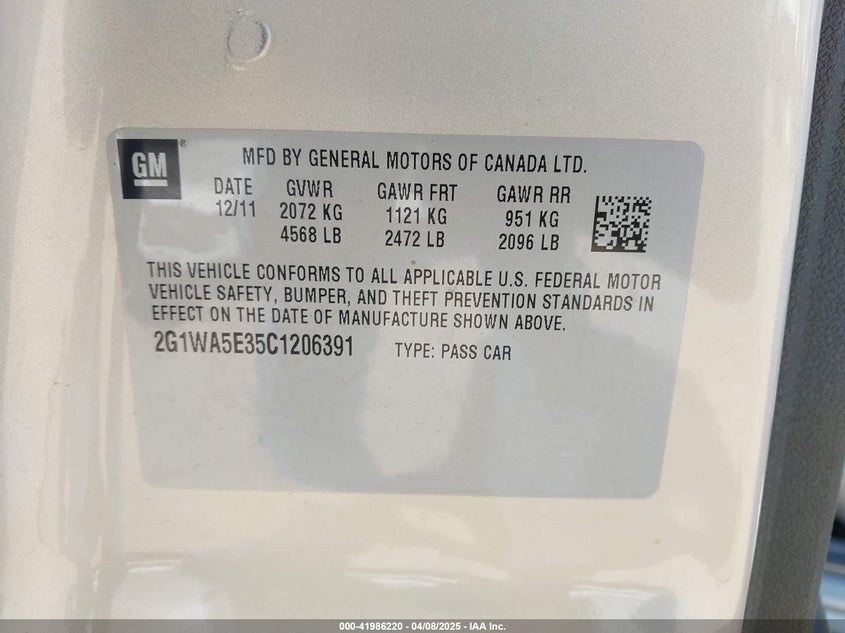 GM
MFD BY GENERAL MOTORS OF CANADA LTD.
DATE GVWR GAWR FRT GAWR RR
12/11 2072 KG 1121 KG 951 KG
4568 LB 2472 LB 2096 LB
THIS VEHICLE CONFORMS TO ALL APPLICABLE U.S. FEDERAL MOTOR
VEHICLE SAFETY, BUMPER, AND THEFT PREVENTION STANDARDS IN
EFFECT ON THE DATE OF MANUFACTURE SHOWN ABOVE.
2G1WA5E35C1206391 TYPE: PASS CAR
000-41986220 - 04/08/2025 - IAA Inc.